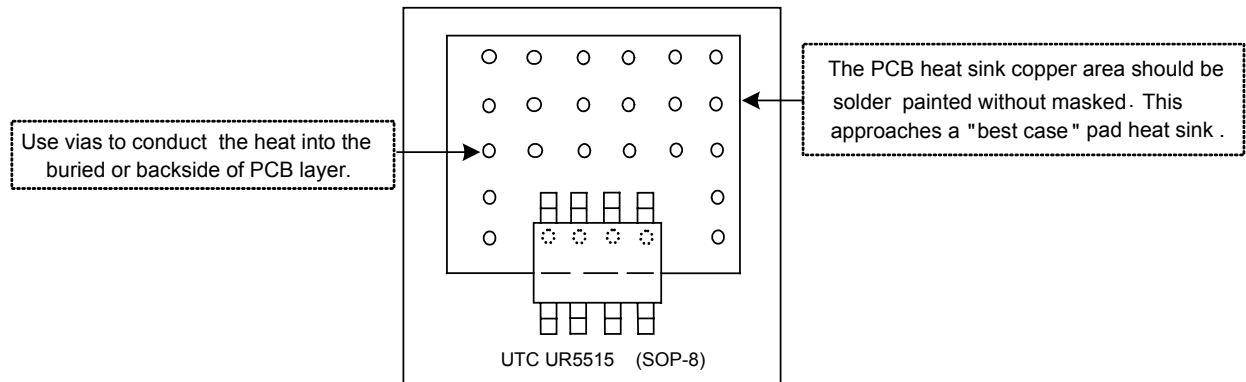 Use vias to conduct the heat into the
buried or backside of PCB layer.
The PCB heat sink copper area should be
solder painted without masked. This
approaches a "best case" pad heat sink .
UTC UR5515 (SOP-8)